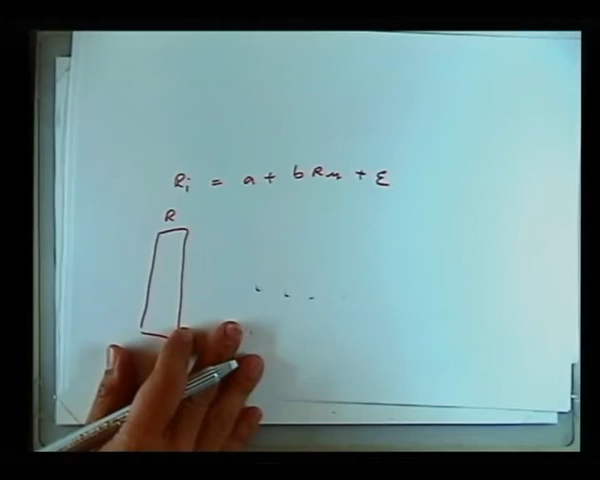 Ri = a + b Rm + ε
R